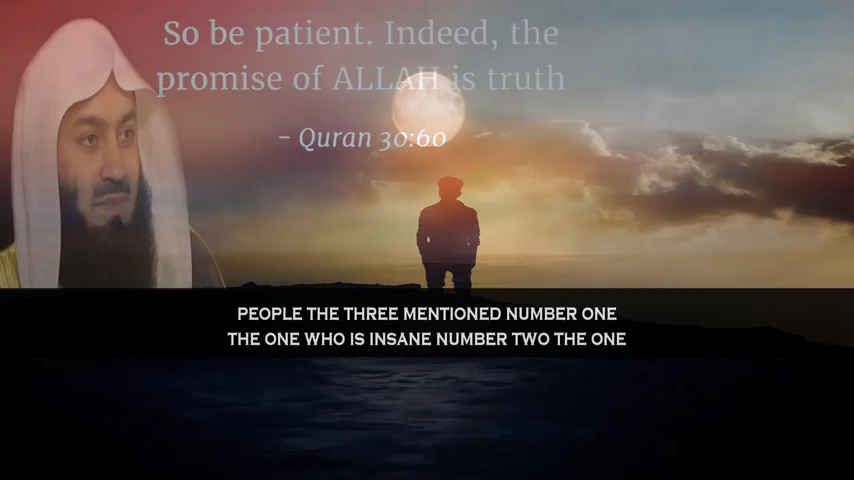 So be patient. Indeed, the
promise of ALLAH is truth
- Quran 30:60
PEOPLE THE THREE MENTIONED NUMBER ONE
THE ONE WHO IS INSANE NUMBER TWO THE ONE